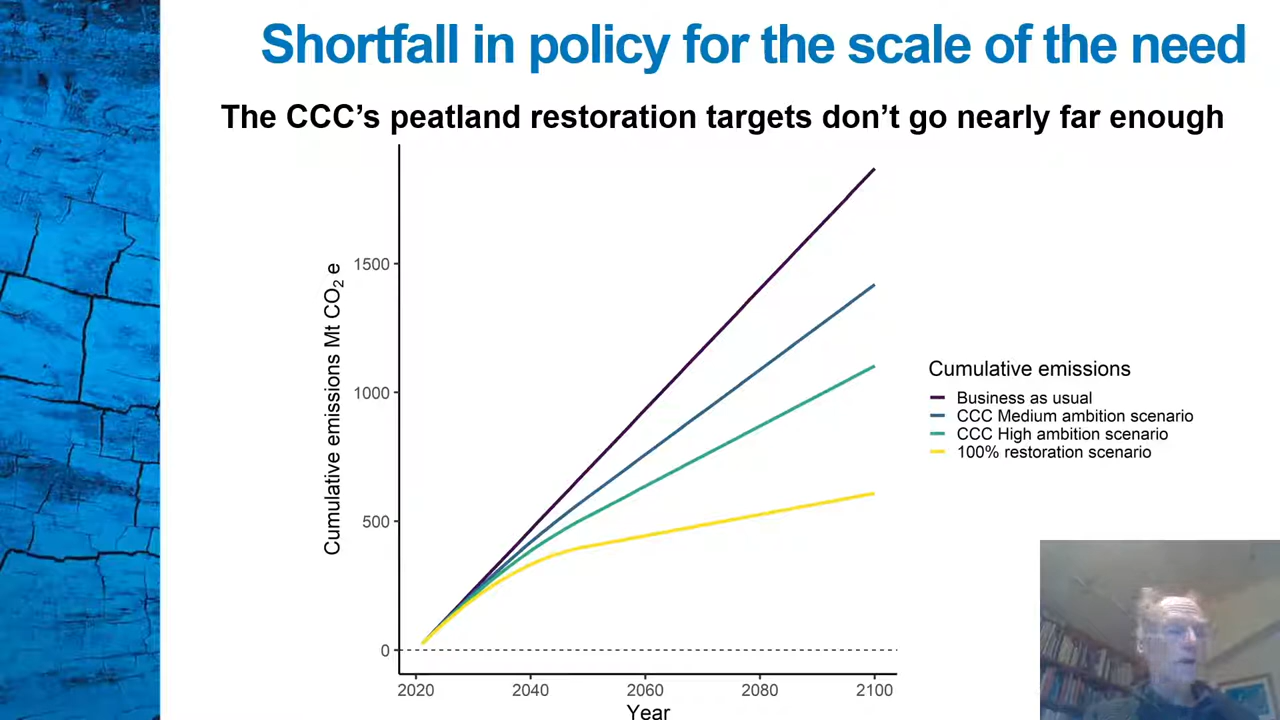 Shortfall in policy for the scale of the need
The CCC’s peatland restoration targets don’t go nearly far enough
Cumulative emissions Mt CO₂ e
1500
1000
500
0
2020 2040 2060 2080 2100
Year
Cumulative emissions
Business as usual
CCC Medium ambition scenario
CCC High ambition scenario
100% restoration scenario